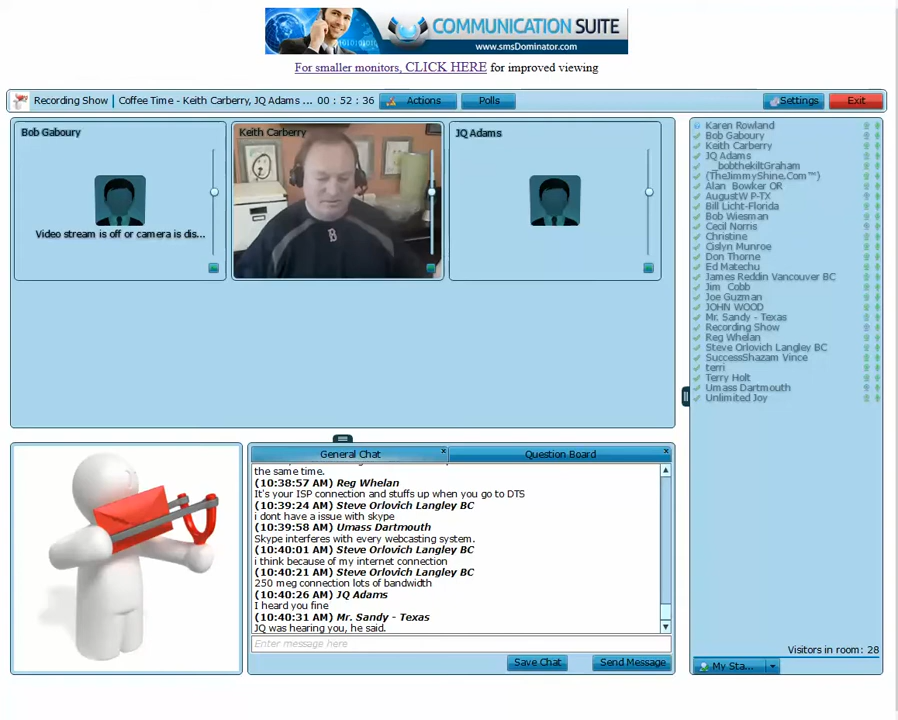 COMMUNICATION SUITE
www.smsDominator.com
For smaller monitors, CLICK HERE for improved viewing
Recording Show | Coffee Time - Keith Carberry, JQ Adams ... 00 : 52 : 36 Actions Polls Settings Exit
Bob Gaboury
Video stream is off or camera is dis...
Keith Carberry
B
JQ Adams
Karen Rowland
Bob Gaboury
Keith Carberry
JQ Adams
__bobthekiltGraham
(TheJimmyShine.Com™)
Alan Bowker OR
AugustW P-TX
Bill Licht-Florida
Bob Wiesman
Cecil Norris
Christine
Cislyn Munroe
Don Thorne
Ed Matechu
James Reddin Vancouver BC
Jim Cobb
Joe Guzman
JOHN WOOD
Mr. Sandy - Texas
Recording Show
Reg Whelan
Steve Orlovich Langley BC
SuccessShazam Vince
terri
Terry Holt
Umass Dartmouth
Unlimited Joy
Visitors in room: 28
My Sta...
General Chat x
Question Board x
the same time.
(10:38:57 AM) Reg Whelan
It's your ISP connection and stuffs up when you go to DTS
(10:39:24 AM) Steve Orlovich Langley BC
i dont have a issue with skype
(10:39:58 AM) Umass Dartmouth
Skype interferes with every webcasting system.
(10:40:01 AM) Steve Orlovich Langley BC
i think because of my internet connection
(10:40:21 AM) Steve Orlovich Langley BC
250 meg connection lots of bandwidth
(10:40:26 AM) JQ Adams
I heard you fine
(10:40:31 AM) Mr. Sandy - Texas
JQ was hearing you, he said.
Enter message here
Save Chat Send Message